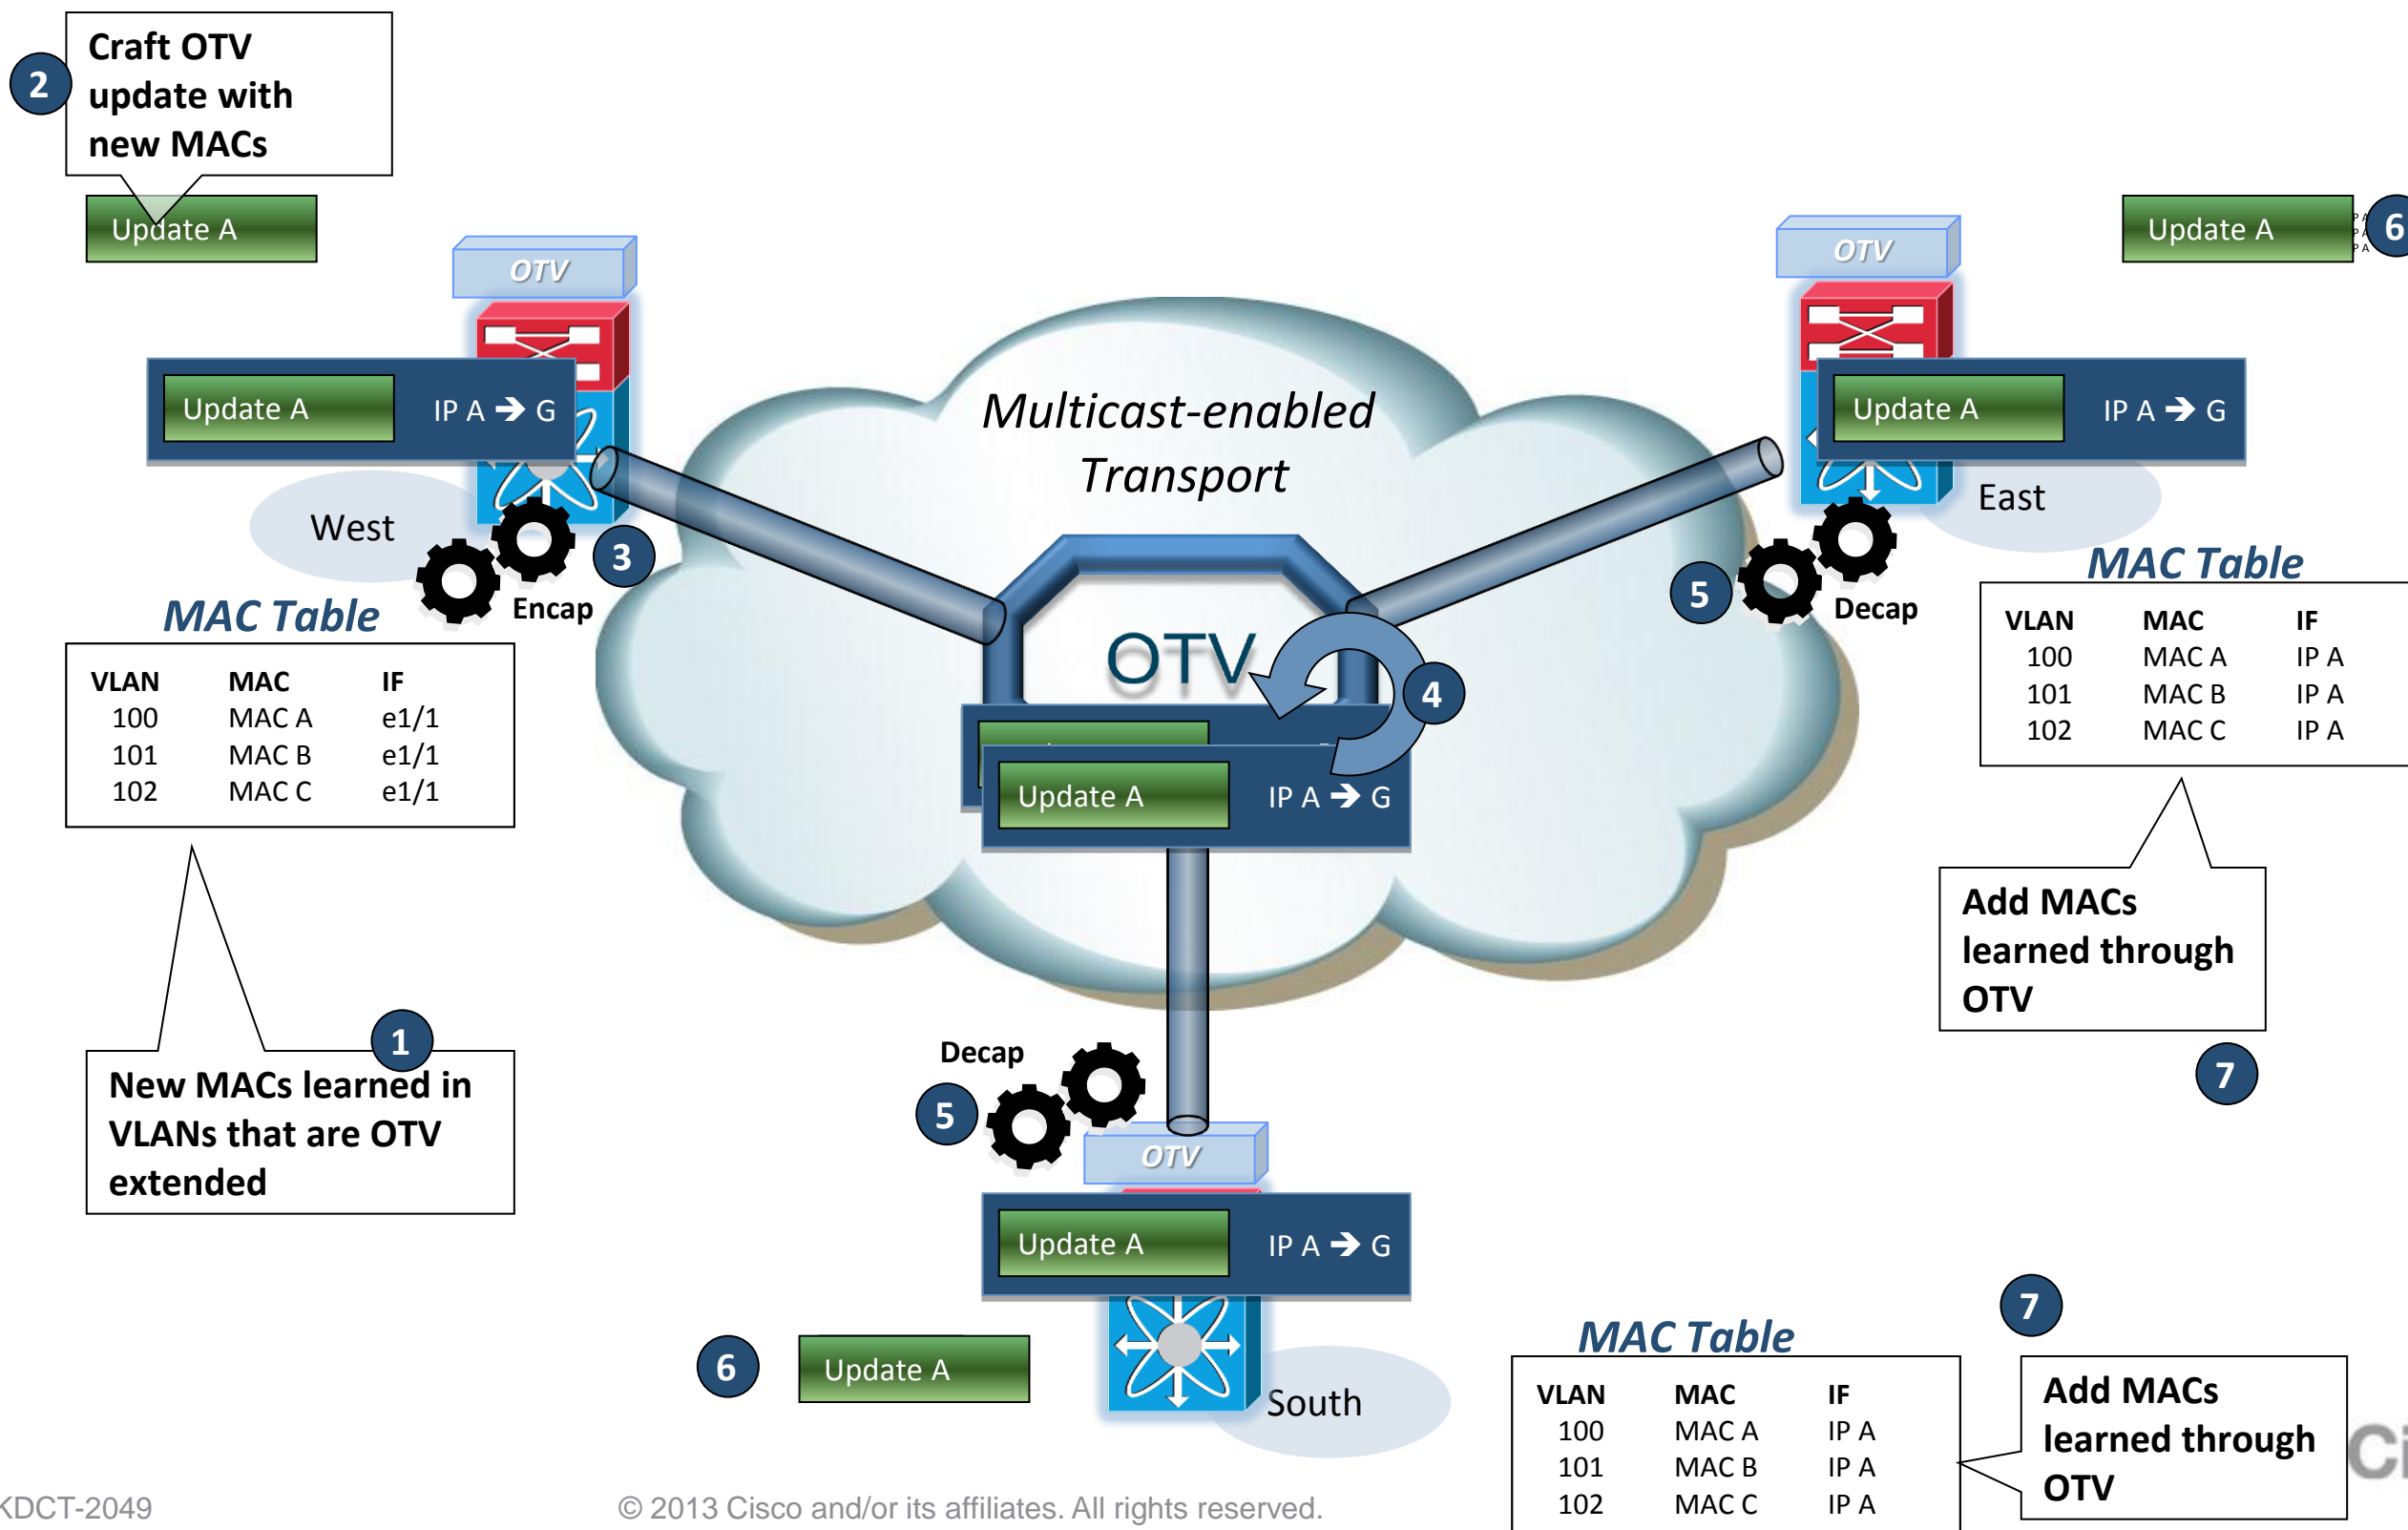 2
Craft OTV
update with
new MACs
Update A
OTV
Update A IP A ➔ G
West
3
Encap
MAC Table
VLAN MAC IF
100 MAC A e1/1
101 MAC B e1/1
102 MAC C e1/1
1
New MACs learned in
VLANs that are OTV
extended
Multicast-enabled
Transport
OTV
4
Update A IP A ➔ G
Decap
5
OTV
Update A IP A ➔ G
6
Update A
South
OTV
Update A
6
Update A IP A ➔ G
East
5
Decap
MAC Table
VLAN MAC IF
100 MAC A IP A
101 MAC B IP A
102 MAC C IP A
Add MACs
learned through
OTV
7
7
MAC Table
VLAN MAC IF
100 MAC A IP A
101 MAC B IP A
102 MAC C IP A
Add MACs
learned through
OTV
KDCT-2049
© 2013 Cisco and/or its affiliates. All rights reserved.
Ci